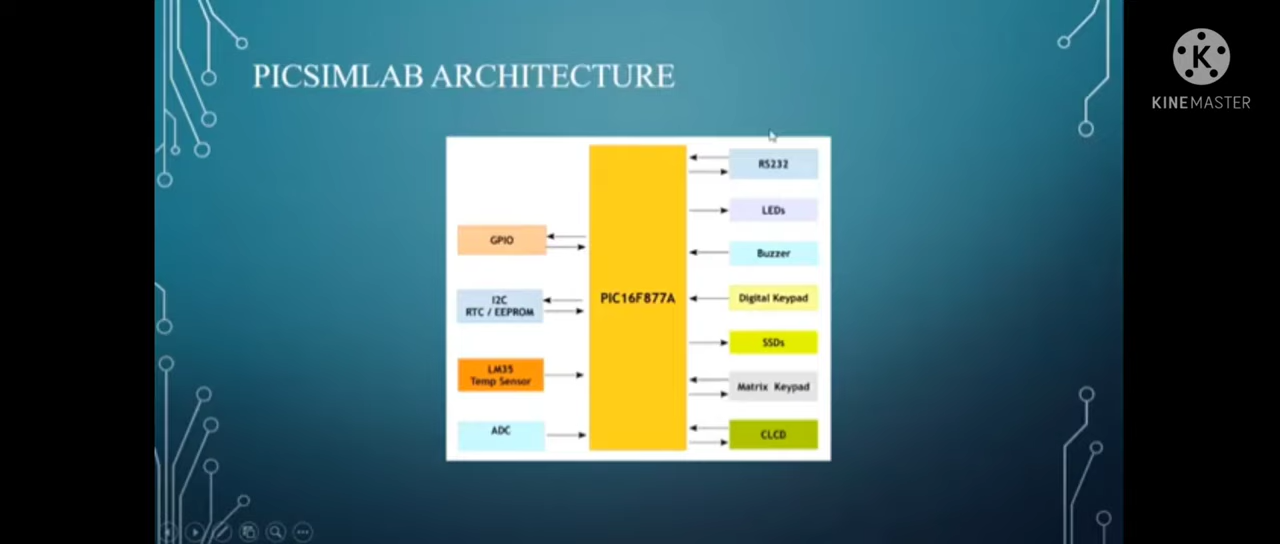 PICSIMLAB ARCHITECTURE
K
KINEMASTER
GPIO
I2C
RTC / EEPROM
LM35
Temp Sensor
ADC
PIC16F877A
RS232
LEDs
Buzzer
Digital Keypad
SSDs
Matrix Keypad
CLCD